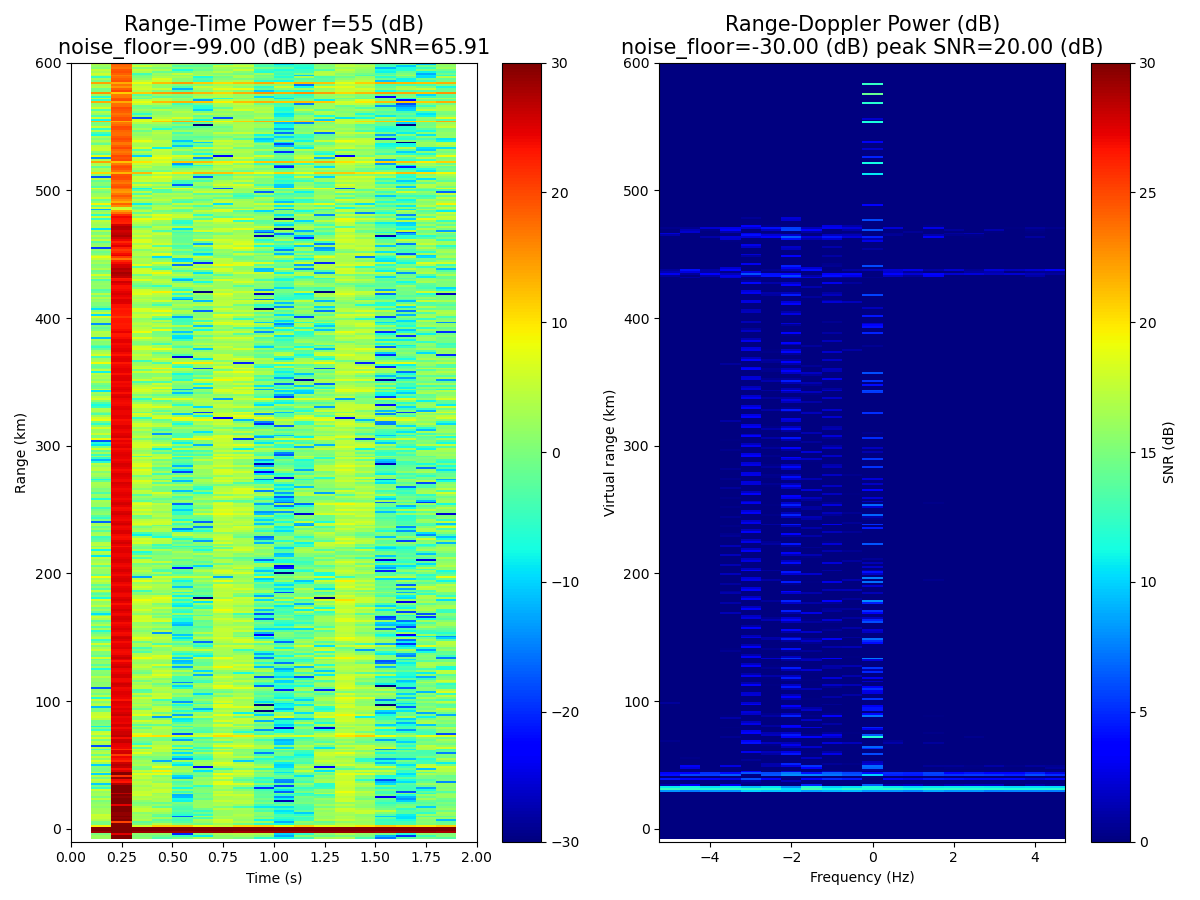 Range-Time Power f=55 (dB)
noise_floor=-99.00 (dB) peak SNR=65.91
Range (km)
600
500
400
300
200
100
0
0.00 0.25 0.50 0.75 1.00 1.25 1.50 1.75 2.00
Time (s)
30
20
10
0
−10
−20
−30
Range-Doppler Power (dB)
noise_floor=-30.00 (dB) peak SNR=20.00 (dB)
Virtual range (km)
600
500
400
300
200
100
0
−4 −2 0 2 4
Frequency (Hz)
30
25
20
15
10
5
0
SNR (dB)